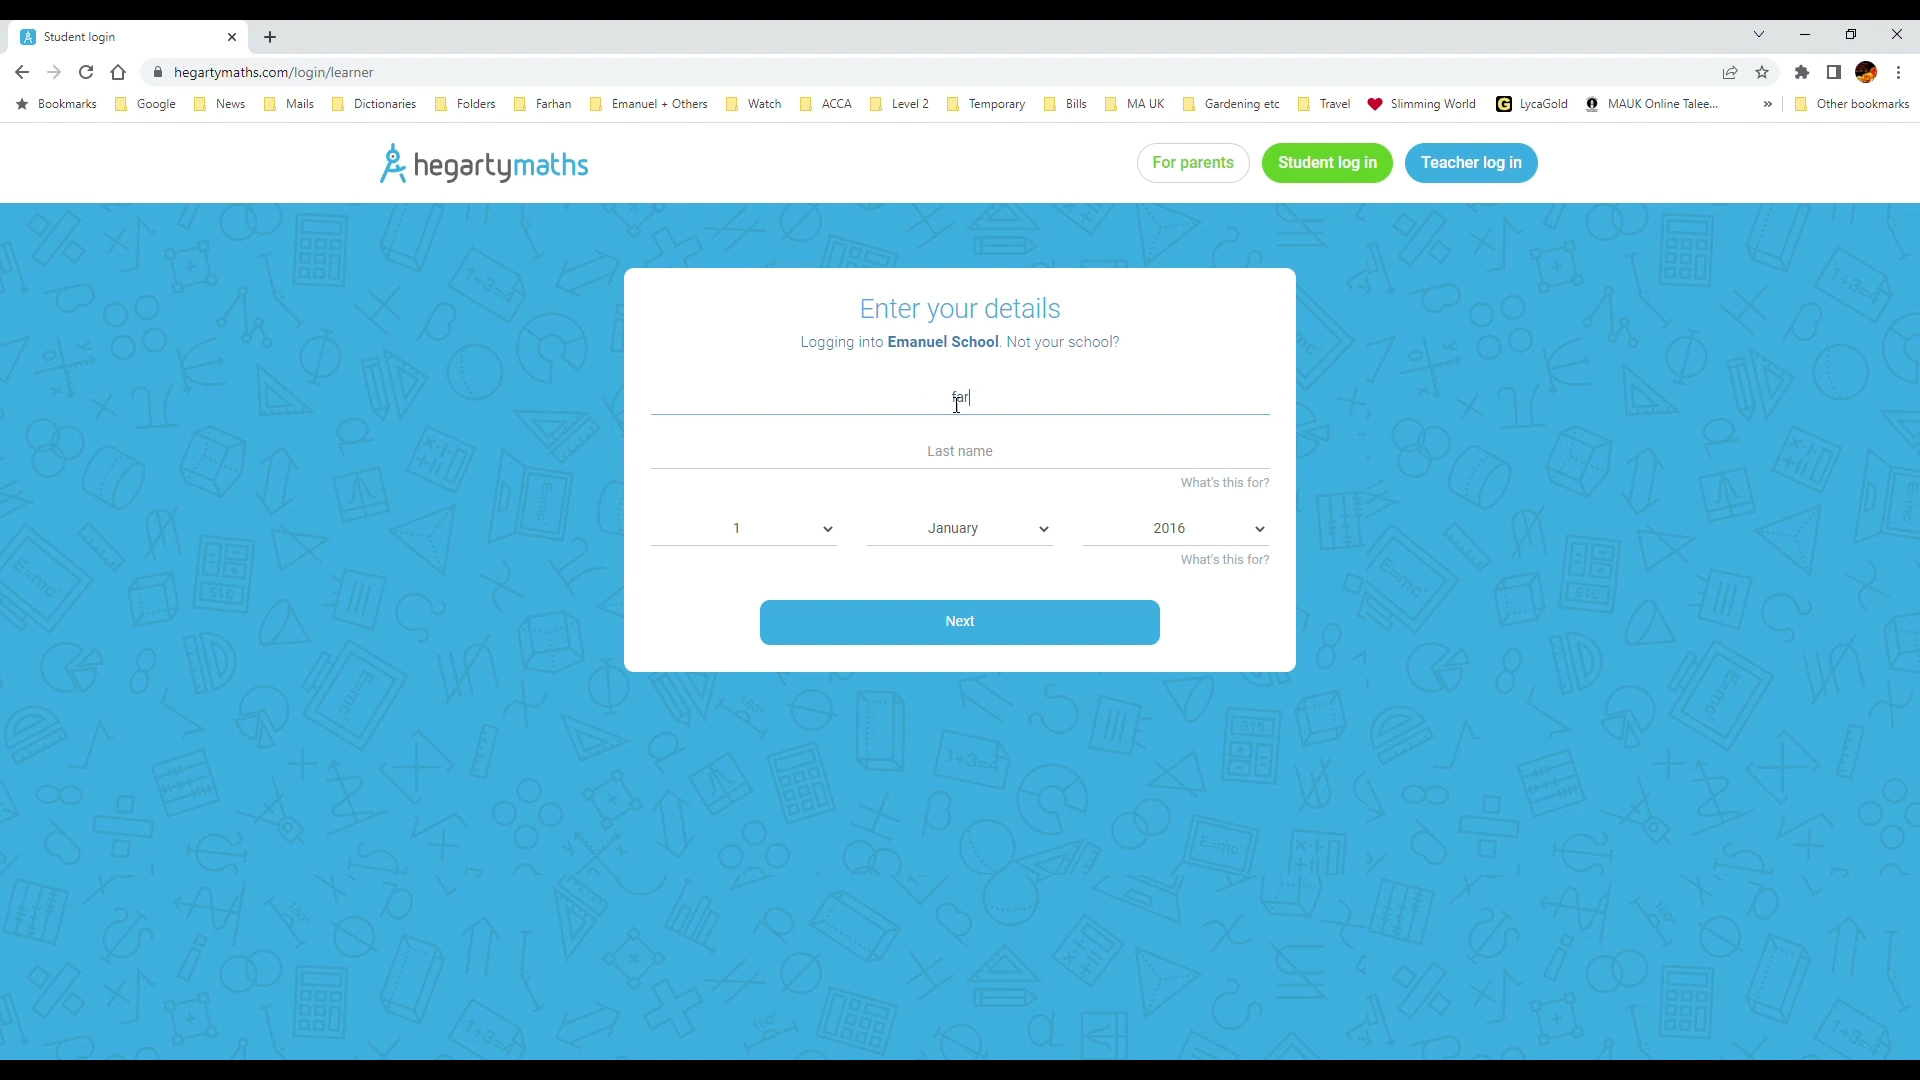 Student login
hegartymaths.com/login/learner
Bookmarks Google News Mails Dictionaries Folders Farhan Emanuel + Others Watch ACCA Level 2 Temporary Bills MA UK Gardening etc Travel Slimming World LycaGold MAUK Online Talee... » Other bookmarks
hegartymaths For parents Student log in Teacher log in
Enter your details
Logging into Emanuel School. Not your school?
far
Last name
What's this for?
1 January 2016
What's this for?
Next